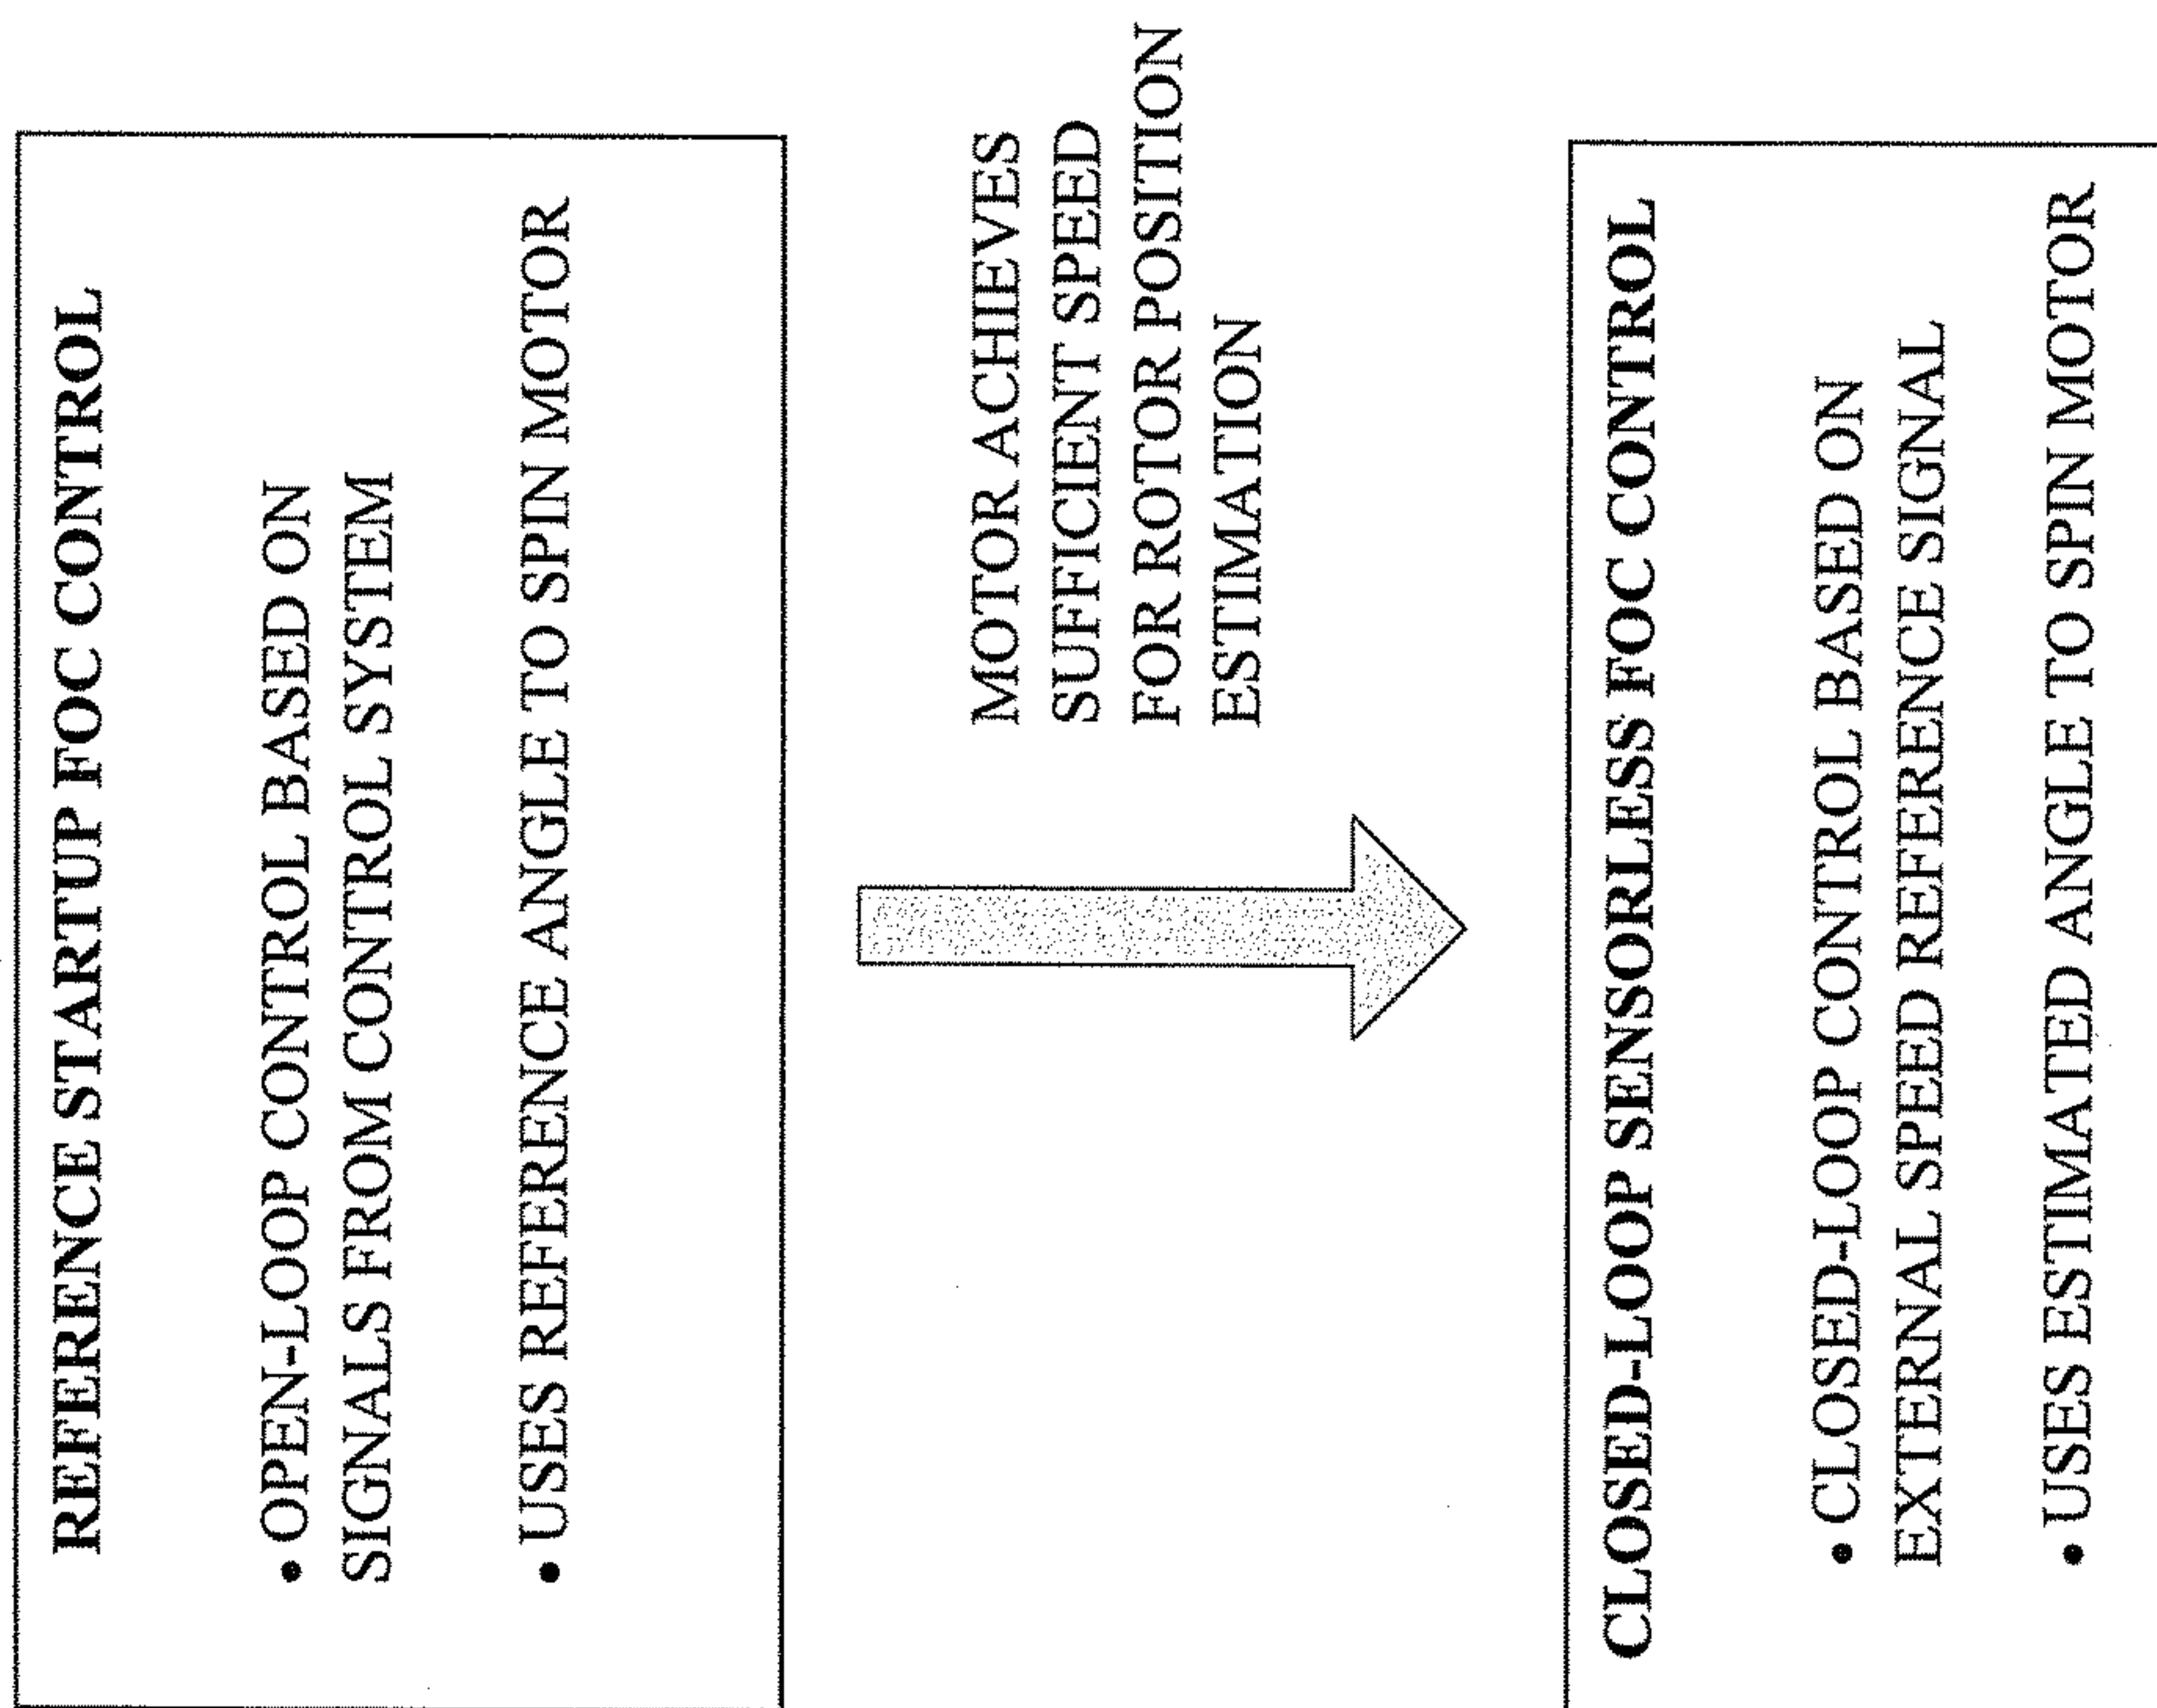 REFERENCE STARTUP FOC CONTROL
• OPEN-LOOP CONTROL BASED ON
SIGNALS FROM CONTROL SYSTEM
• USES REFERENCE ANGLE TO SPIN MOTOR
MOTOR ACHIEVES
SUFFICIENT SPEED
FOR ROTOR POSITION
ESTIMATION
CLOSED-LOOP SENSORLESS FOC CONTROL
• CLOSED-LOOP CONTROL BASED ON
EXTERNAL SPEED REFERENCE SIGNAL
• USES ESTIMATED ANGLE TO SPIN MOTOR